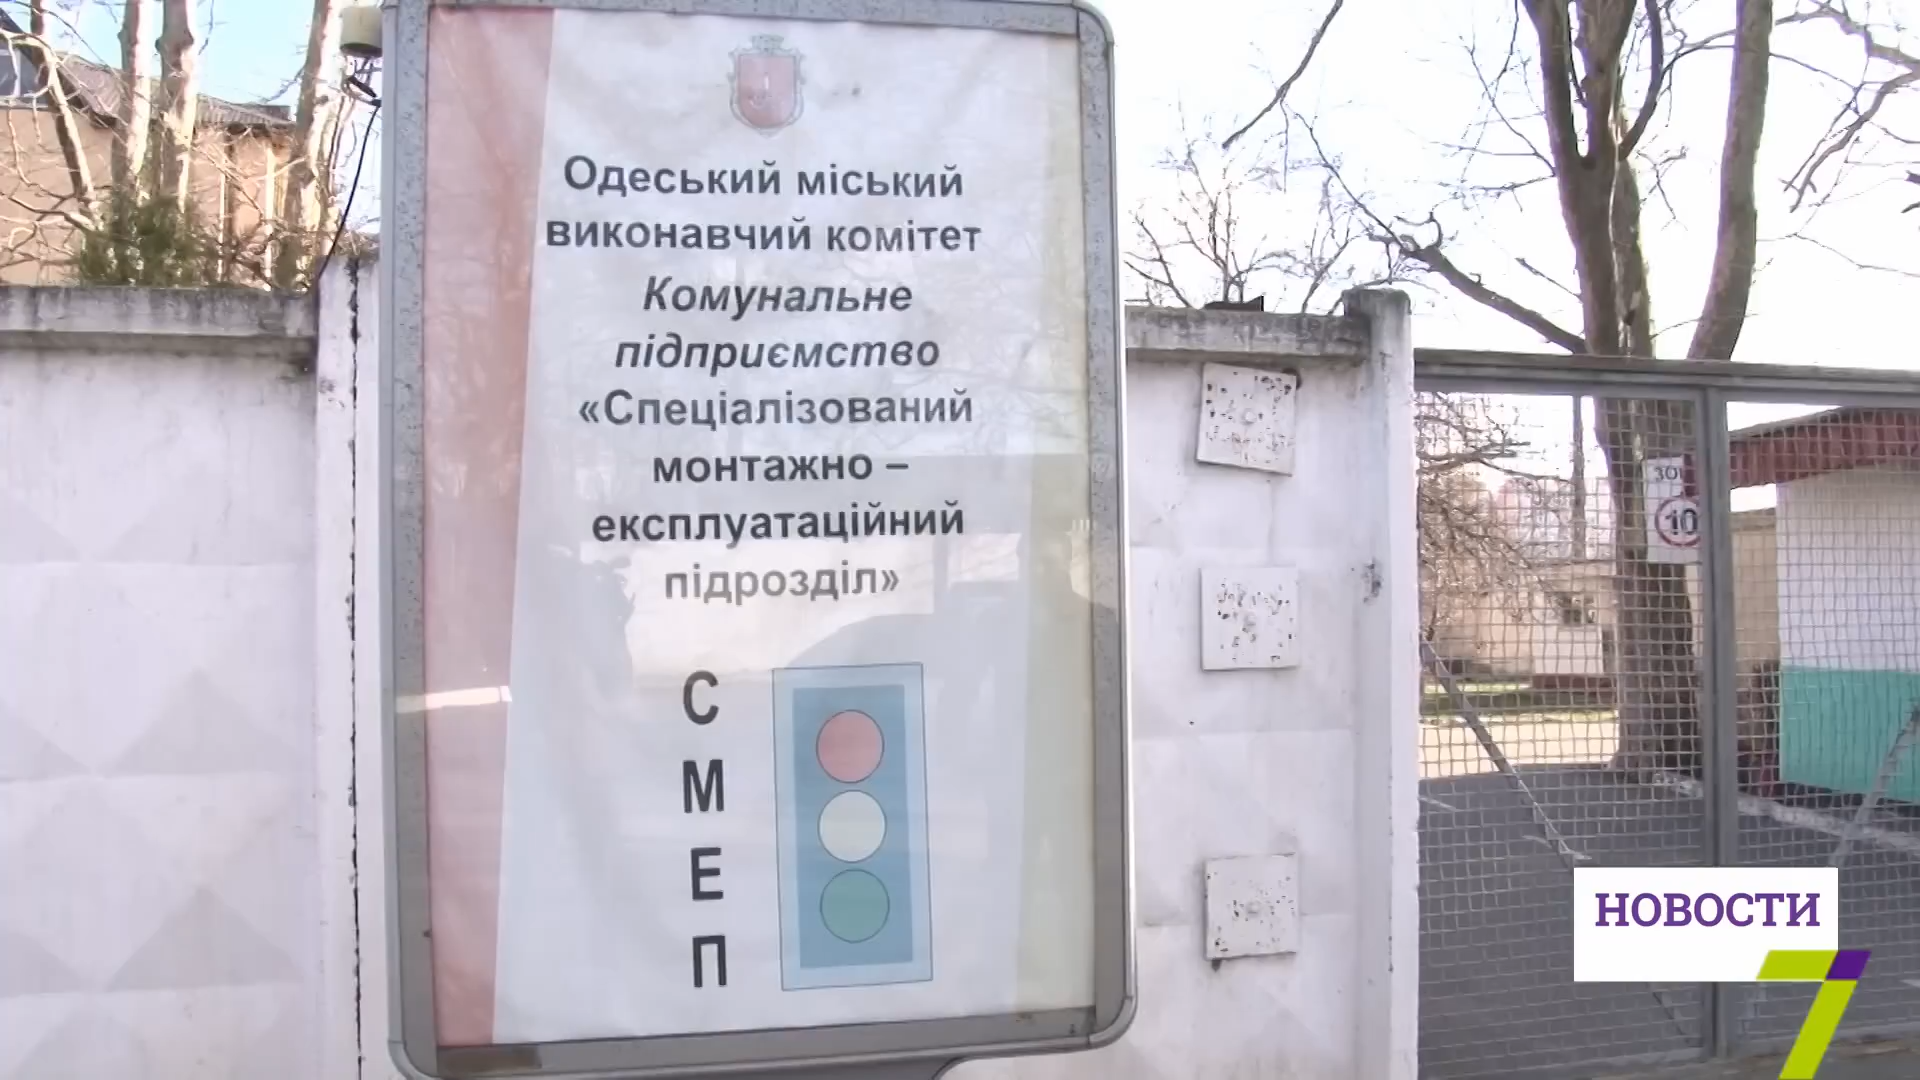 Одеський міський
виконавчий комітет
Комунальне
підприємство
«Спеціалізований
монтажно –
експлуатаційний
підрозділ»
С
М
Е
П
10
НОВОСТИ
7